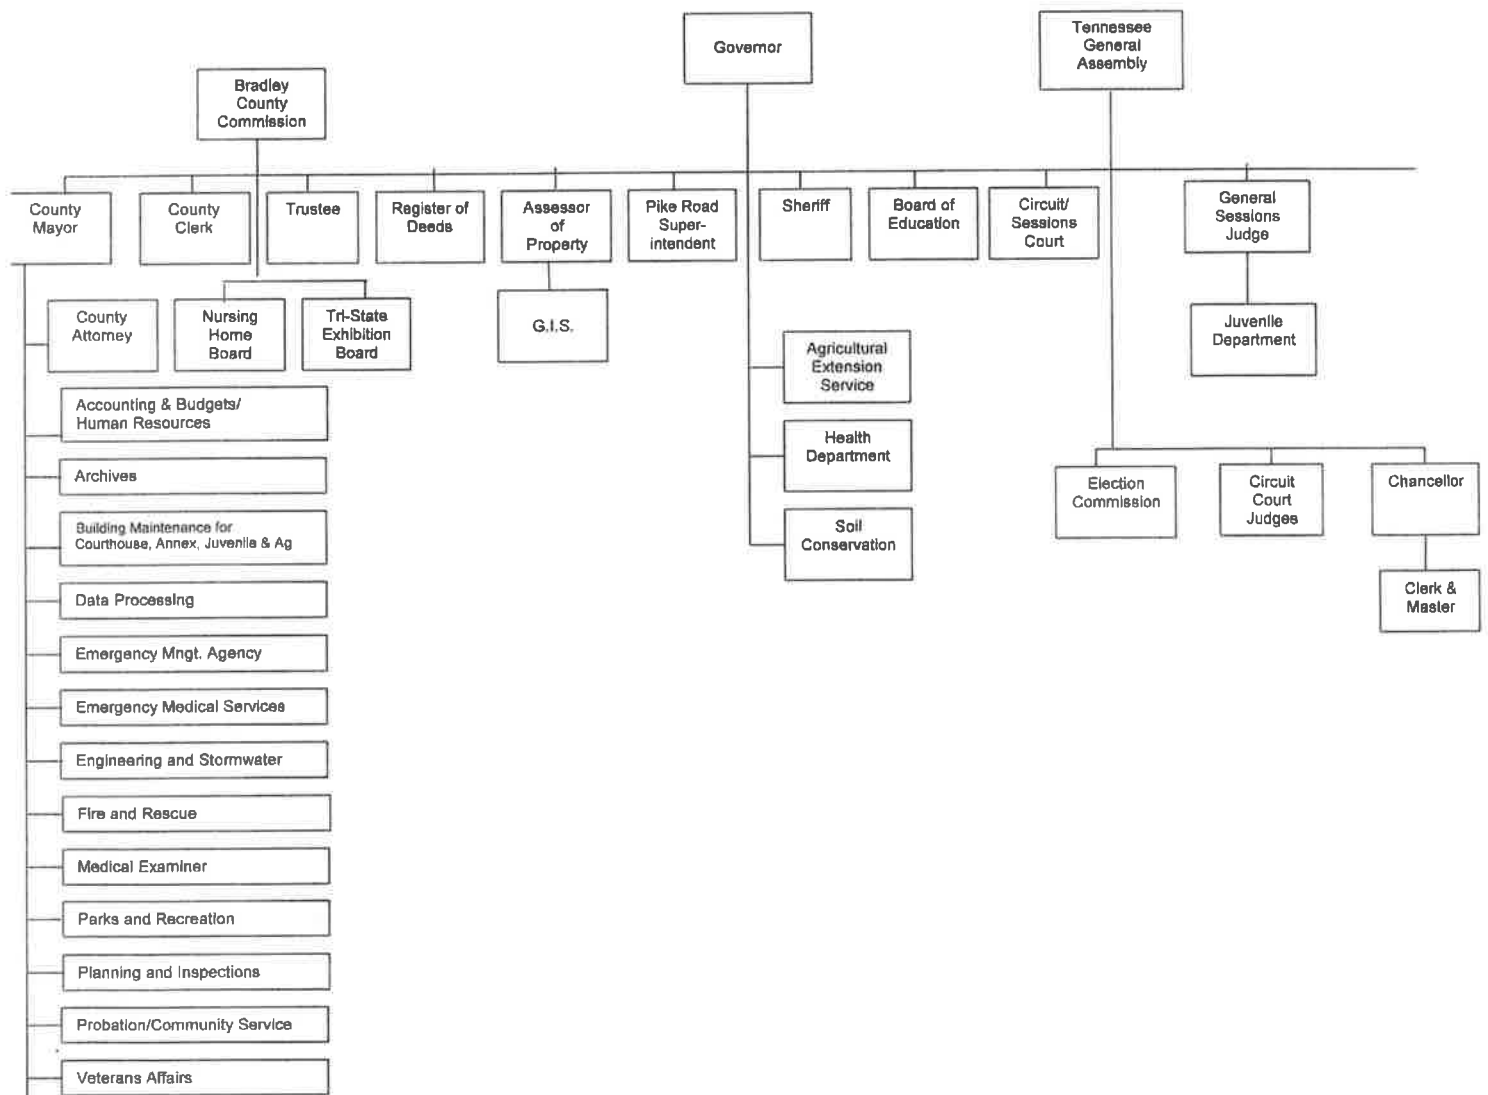 Governor
Tennessee
General
Assembly
Bradley
County
Commission
County
Mayor
County
Clerk
Trustee
Register of
Deeds
Assessor
of
Property
Pike Road
Super-
intendent
Sheriff
Board of
Education
Circuit/
Sessions
Court
General
Sessions
Judge
County
Attorney
Nursing
Home
Board
Tri-State
Exhibition
Board
G.I.S.
Juvenile
Department
Agricultural
Extension
Service
Health
Department
Soil
Conservation
Election
Commission
Circuit
Court
Judges
Chancellor
Clerk &
Master
Accounting & Budgets/
Human Resources
Archives
Building Maintenance for
Courthouse, Annex, Juvenile & Ag
Data Processing
Emergency Mngt. Agency
Emergency Medical Services
Engineering and Stormwater
Fire and Rescue
Medical Examiner
Parks and Recreation
Planning and Inspections
Probation/Community Service
Veterans Affairs